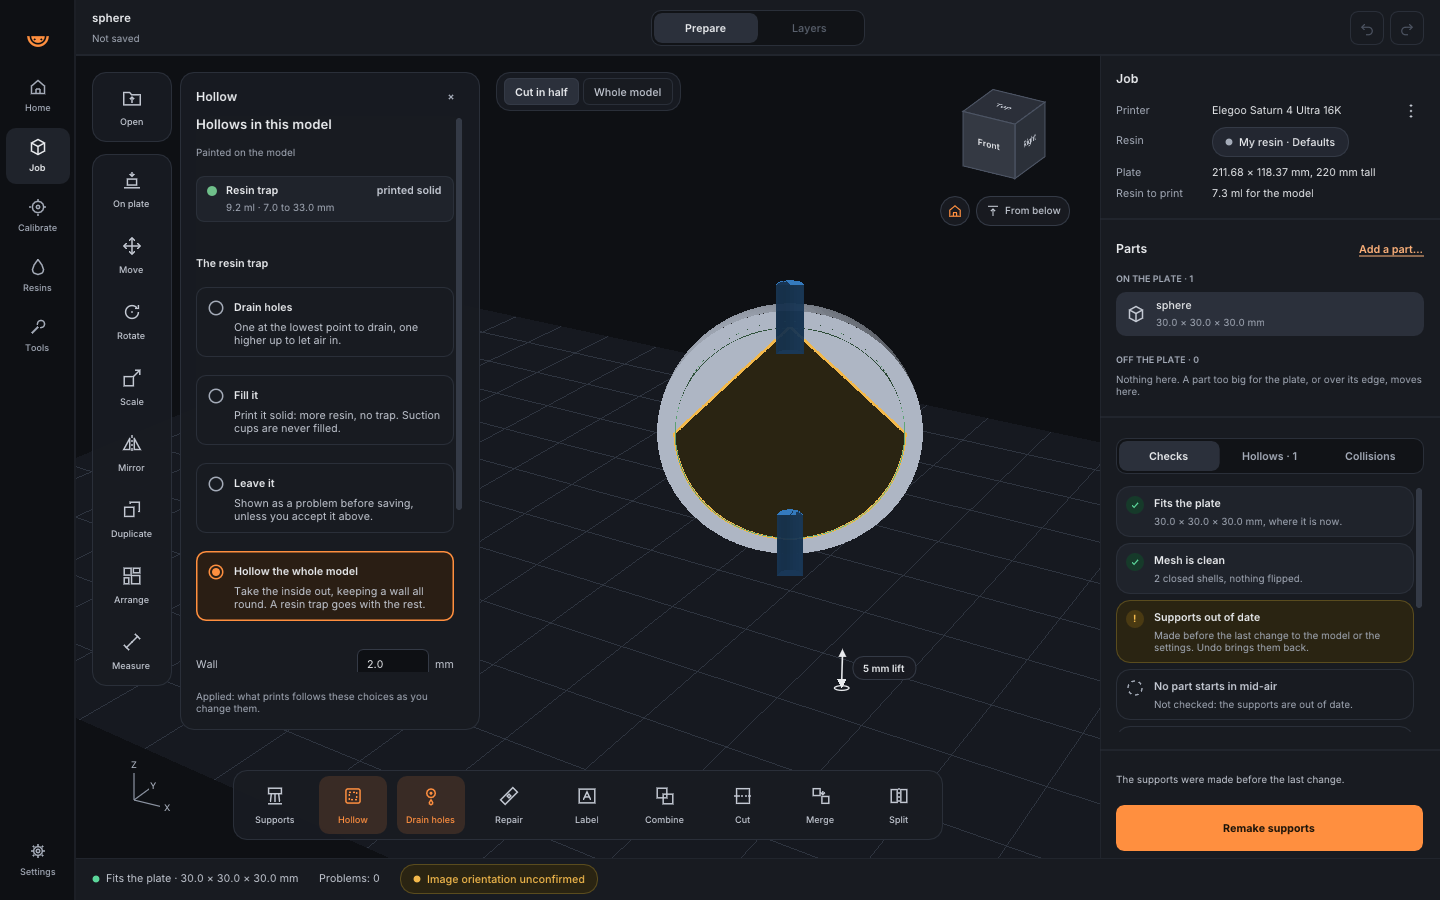 sphere
Not saved
Prepare
Layers
Home
Job
Calibrate
Resins
Tools
Settings
Open
On plate
Move
Rotate
Scale
Mirror
Duplicate
Arrange
Measure
Hollow
×
Hollows in this model
Painted on the model
Resin trap
printed solid
9.2 ml · 7.0 to 33.0 mm
The resin trap
Drain holes
One at the lowest point to drain, one
higher up to let air in.
Fill it
Print it solid: more resin, no trap. Suction
cups are never filled.
Leave it
Shown as a problem before saving,
unless you accept it above.
Hollow the whole model
Take the inside out, keeping a wall all
round. A resin trap goes with the rest.
Wall
2.0
mm
Applied: what prints follows these choices as you
change them.
Cut in half
Whole model
Top
Front
Right
From below
5 mm lift
Z
Y
X
Supports
Hollow
Drain holes
Repair
Label
Combine
Cut
Merge
Split
Job
Printer
Elegoo Saturn 4 Ultra 16K
Resin
My resin · Defaults
Plate
211.68 × 118.37 mm, 220 mm tall
Resin to print
7.3 ml for the model
Parts
Add a part...
ON THE PLATE · 1
sphere
30.0 × 30.0 × 30.0 mm
OFF THE PLATE · 0
Nothing here. A part too big for the plate, or over its edge, moves
here.
Checks
Hollows · 1
Collisions
Fits the plate
30.0 × 30.0 × 30.0 mm, where it is now.
Mesh is clean
2 closed shells, nothing flipped.
!
Supports out of date
Made before the last change to the model or the
settings. Undo brings them back.
No part starts in mid-air
Not checked: the supports are out of date.
The supports were made before the last change.
Remake supports
Fits the plate · 30.0 × 30.0 × 30.0 mm
Problems: 0
Image orientation unconfirmed